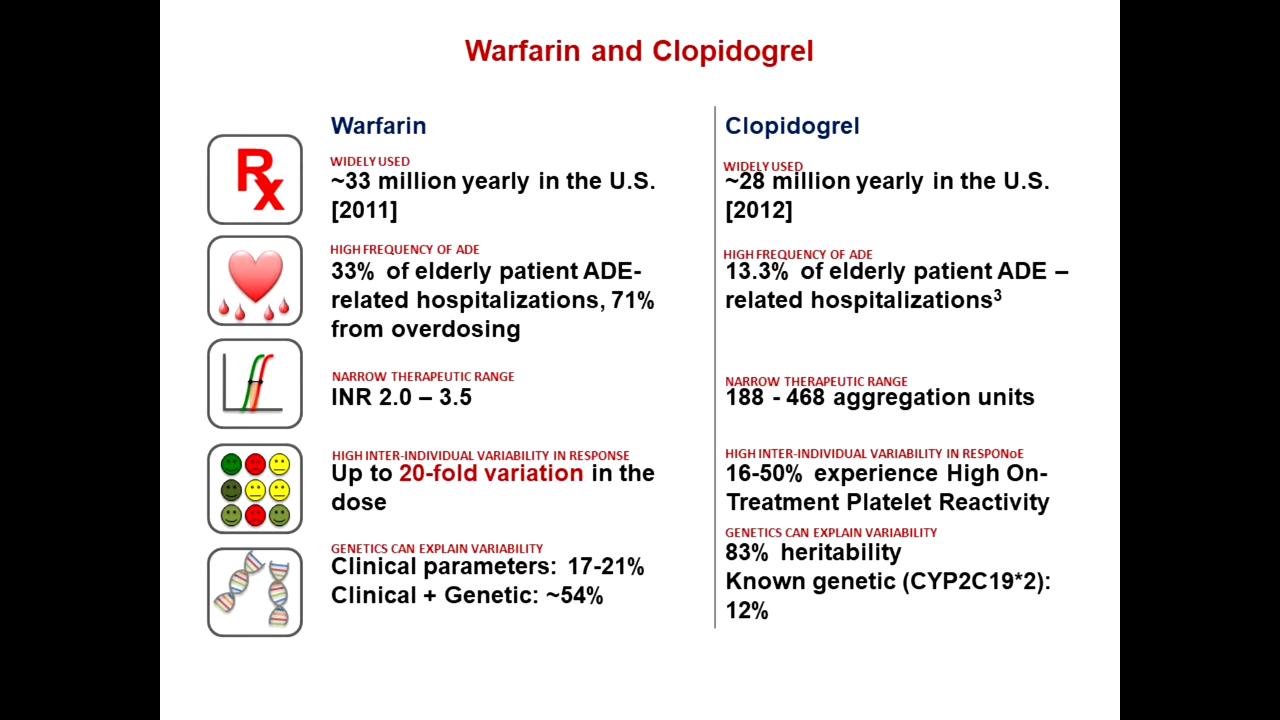 Warfarin and Clopidogrel
Warfarin
WIDELY USED
~33 million yearly in the U.S.
[2011]
HIGH FREQUENCY OF ADE
33% of elderly patient ADE-
related hospitalizations, 71%
from overdosing
NARROW THERAPEUTIC RANGE
INR 2.0 – 3.5
HIGH INTER-INDIVIDUAL VARIABILITY IN RESPONSE
Up to 20-fold variation in the
dose
GENETICS CAN EXPLAIN VARIABILITY
Clinical parameters: 17-21%
Clinical + Genetic: ~54%
Clopidogrel
WIDELY USED
~28 million yearly in the U.S.
[2012]
HIGH FREQUENCY OF ADE
13.3% of elderly patient ADE –
related hospitalizations³
NARROW THERAPEUTIC RANGE
188 - 468 aggregation units
HIGH INTER-INDIVIDUAL VARIABILITY IN RESPONSE
16-50% experience High On-
Treatment Platelet Reactivity
GENETICS CAN EXPLAIN VARIABILITY
83% heritability
Known genetic (CYP2C19*2):
12%
Rx